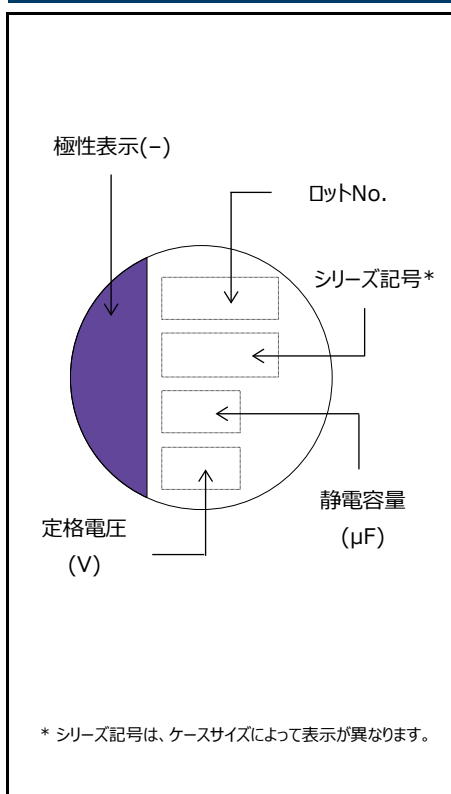 極性表示(−)
ロットNo.
シリーズ記号*
静電容量
(μF)
定格電圧
(V)
* シリーズ記号は、ケースサイズによって表示が異なります。